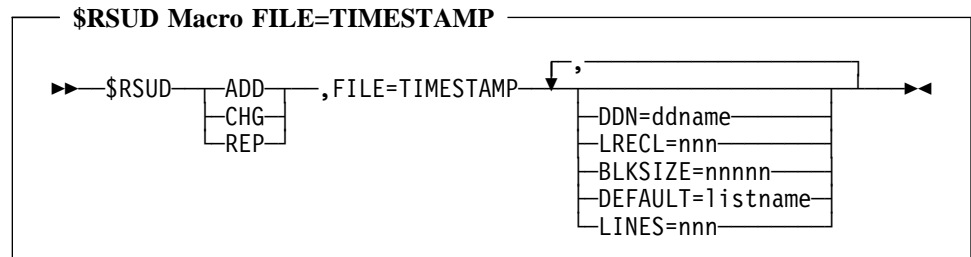 $RSUD Macro FILE=TIMESTAMP
,
$RSUD ADD ,FILE=TIMESTAMP
CHG DDN=ddname
REP LRECL=nnn
BLKSIZE=nnnnn
DEFAULT=listname
LINES=nnn